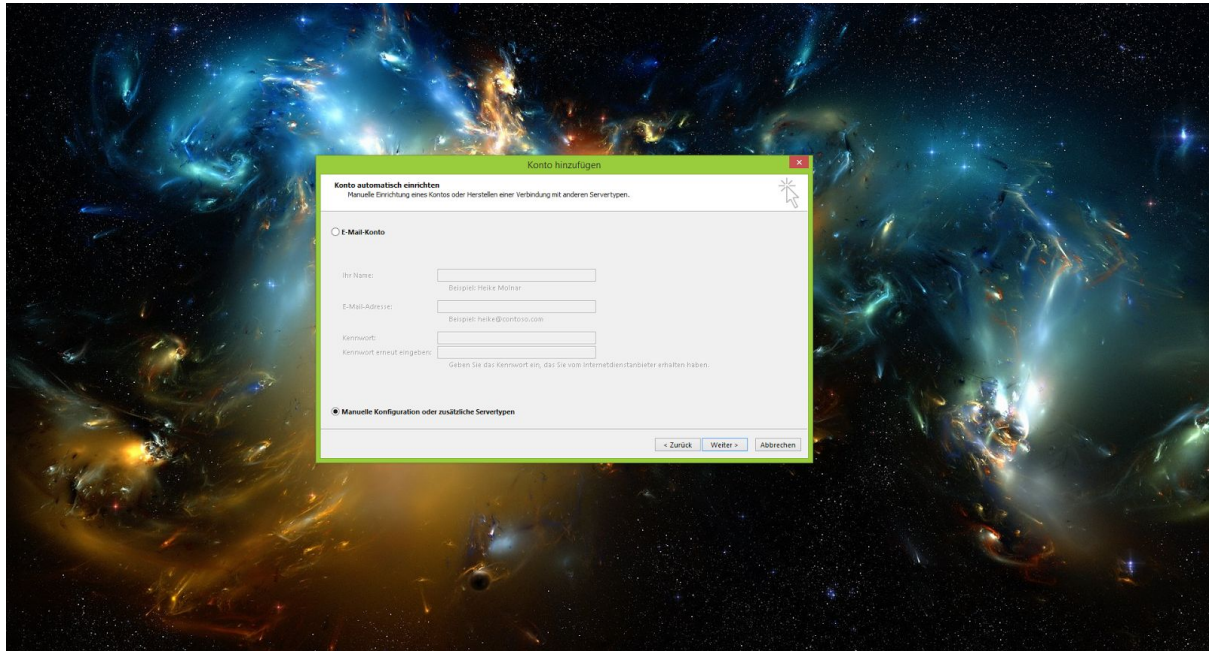 Konto hinzufügen
Konto automatisch einrichten
Manuelle Einrichtung eines Kontos oder Herstellen einer Verbindung mit anderen Servertypen.
E-Mail-Konto
Ihr Name:
Beispiel: Heike Molnar
E-Mail-Adresse:
Beispiel: heike@contoso.com
Kennwort:
Kennwort erneut eingeben:
Geben Sie das Kennwort ein, das Sie vom Internetdienstanbieter erhalten haben.
Manuelle Konfiguration oder zusätzliche Servertypen
< Zurück Weiter > Abbrechen